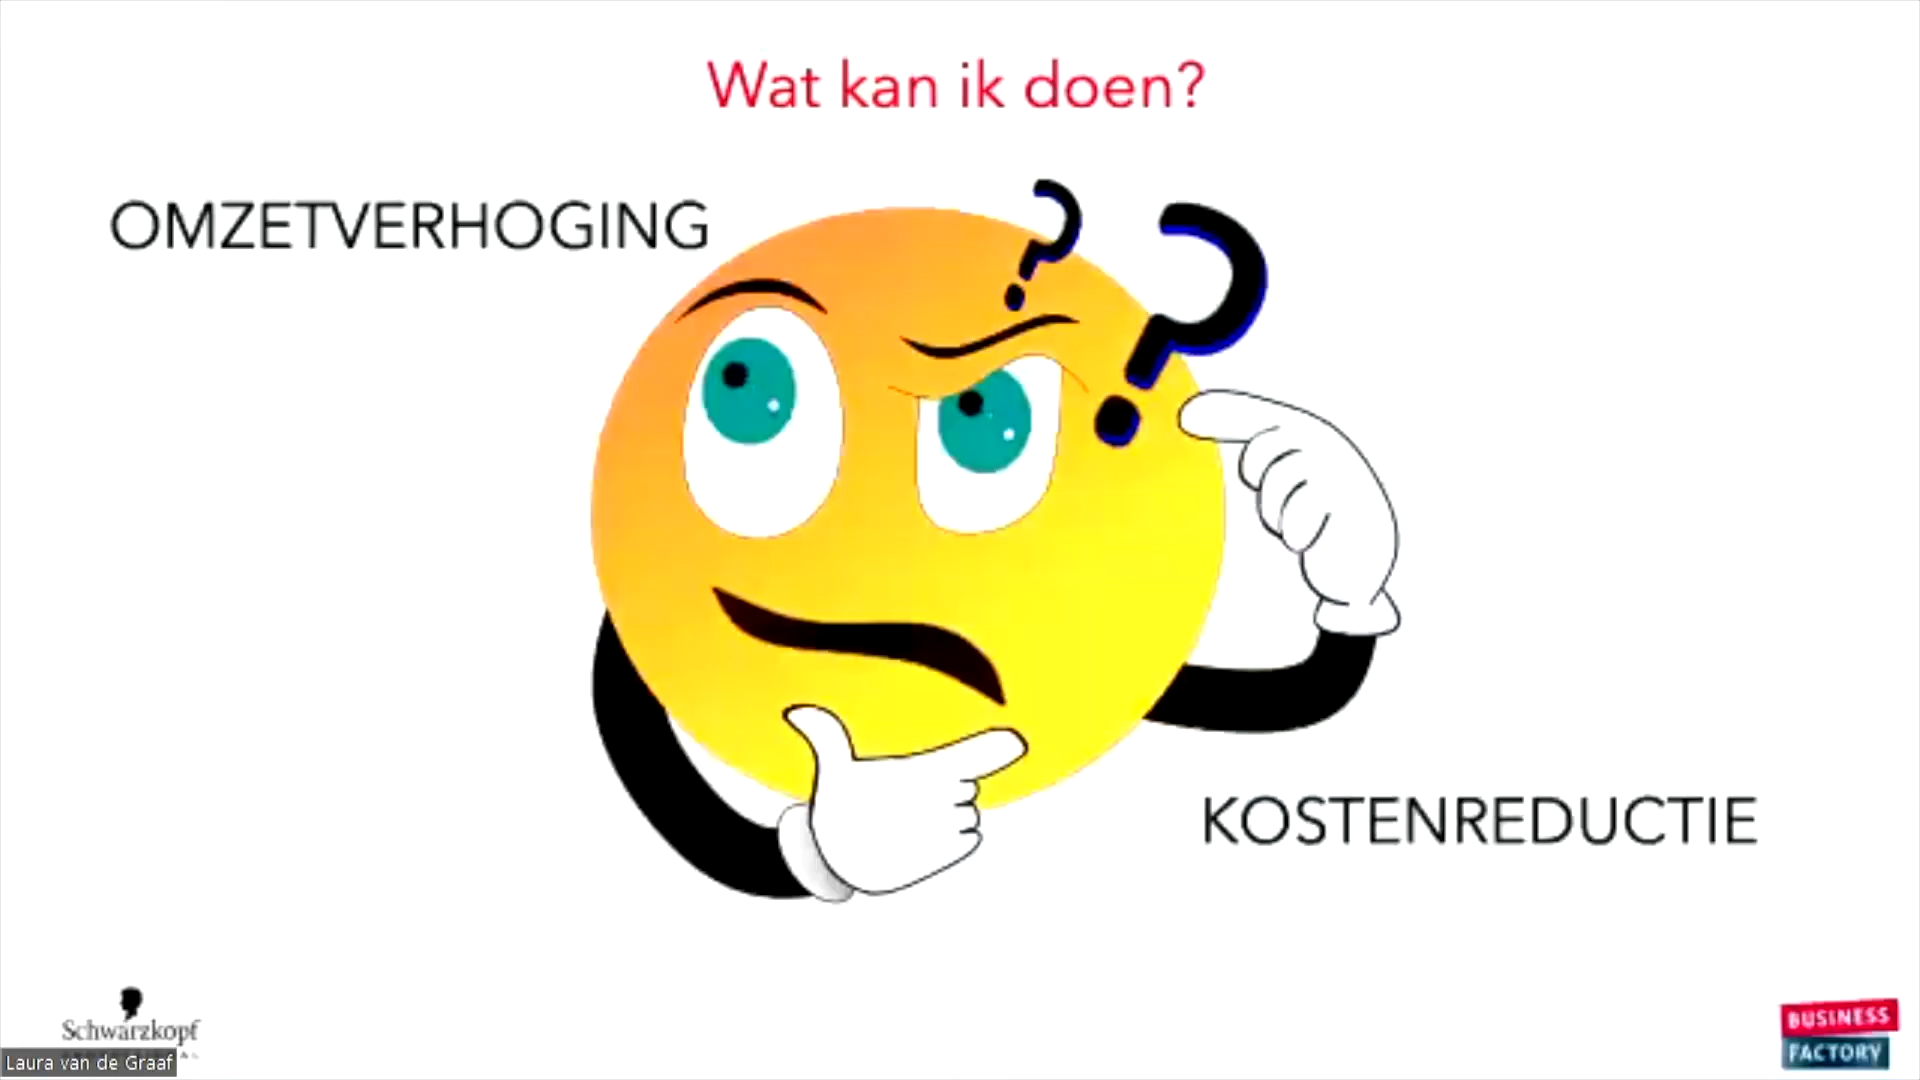 Wat kan ik doen?
OMZETVERHOGING
KOSTENREDUCTIE
Schwarzkopf
Laura van de Graaf
BUSINESS
FACTORY